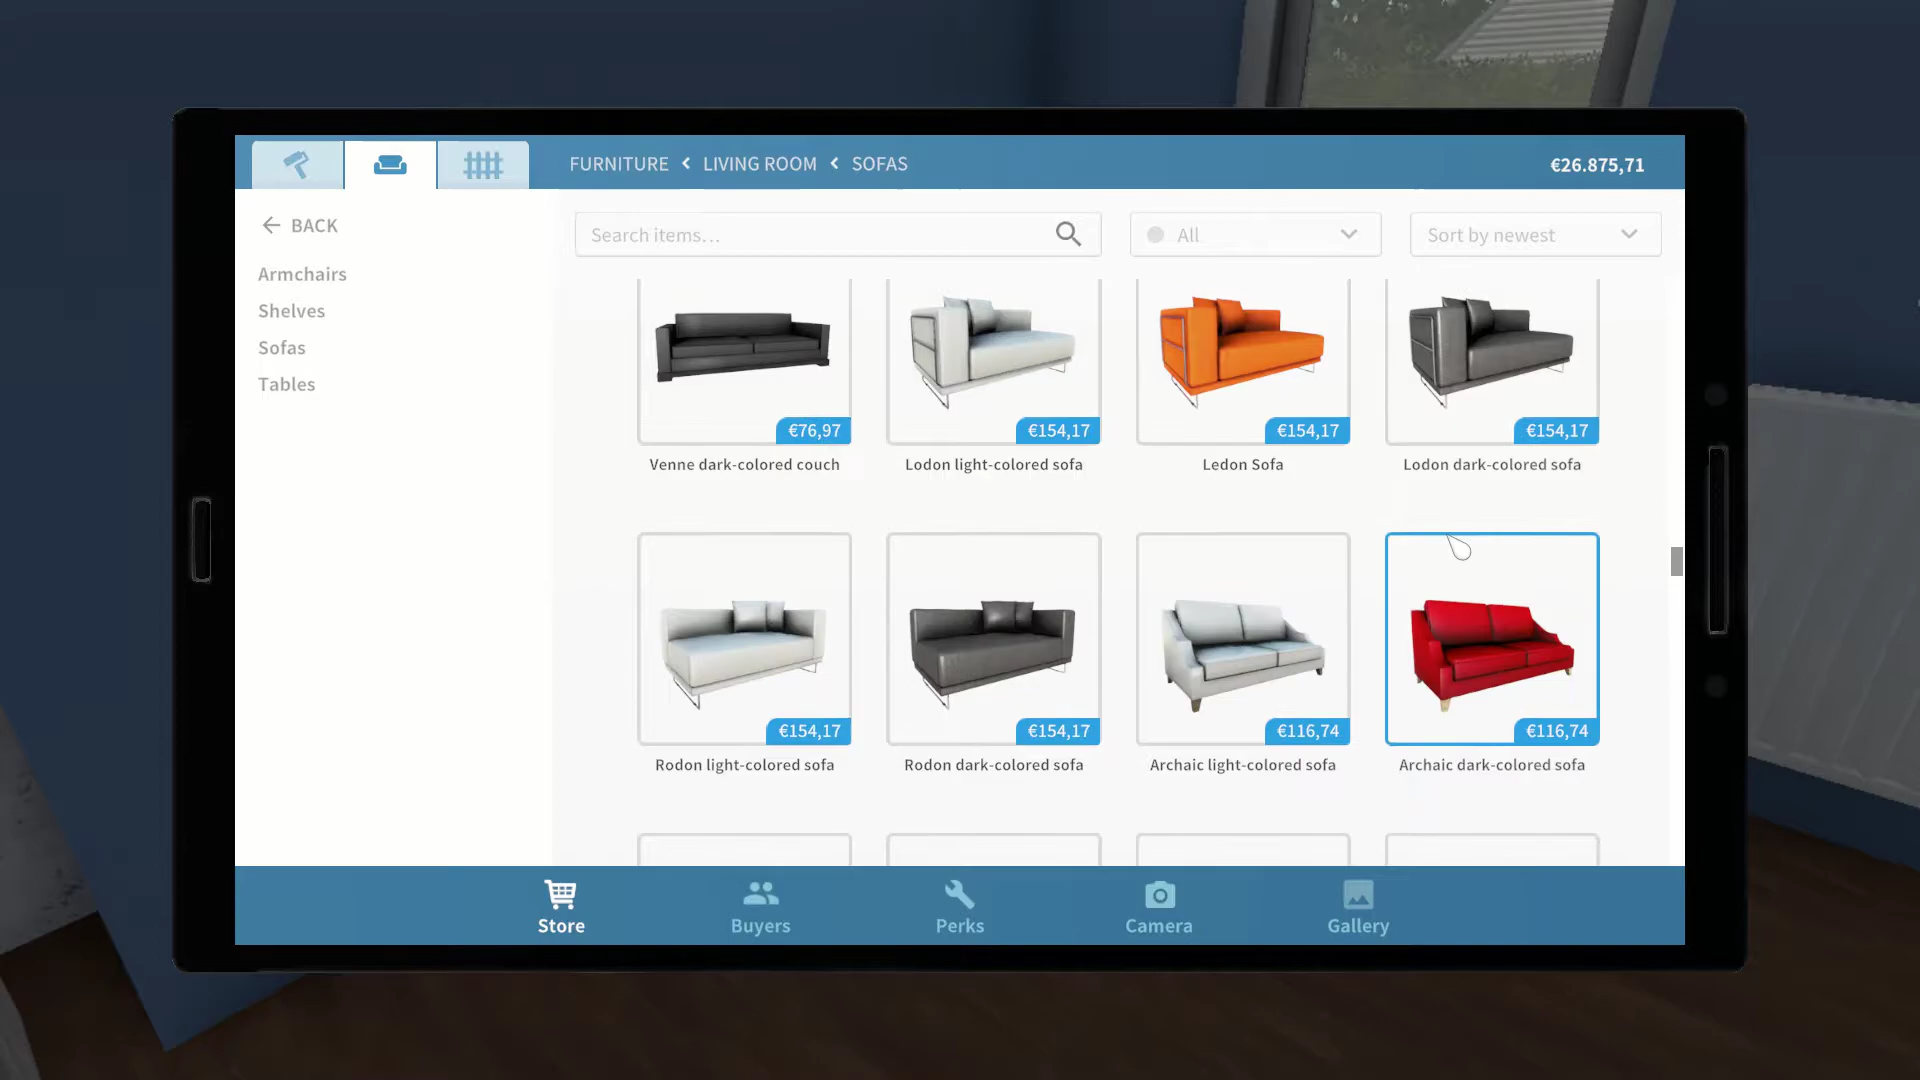 FURNITURE < LIVING ROOM < SOFAS
€26.875,71
BACK
Armchairs
Shelves
Sofas
Tables
Search items...
All
Sort by newest
€76,97
€154,17
€154,17
€154,17
Venne dark-colored couch
Lodon light-colored sofa
Ledon Sofa
Lodon dark-colored sofa
€154,17
€154,17
€116,74
€116,74
Rodon light-colored sofa
Rodon dark-colored sofa
Archaic light-colored sofa
Archaic dark-colored sofa
Store
Buyers
Perks
Camera
Gallery